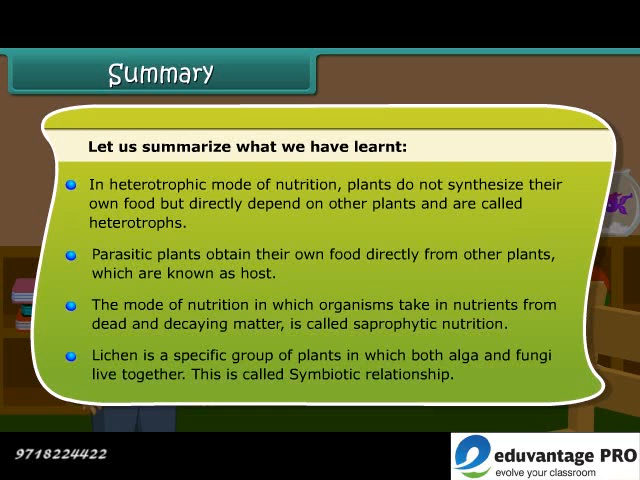 Summary
Let us summarize what we have learnt:
In heterotrophic mode of nutrition, plants do not synthesize their
own food but directly depend on other plants and are called
heterotrophs.
Parasitic plants obtain their own food directly from other plants,
which are known as host.
The mode of nutrition in which organisms take in nutrients from
dead and decaying matter, is called saprophytic nutrition.
Lichen is a specific group of plants in which both alga and fungi
live together. This is called Symbiotic relationship.
9718224422
eduvantage PRO
evolve your classroom